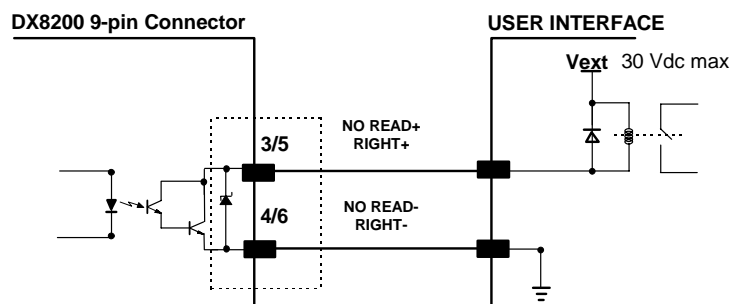 DX8200 9-pin Connector
USER INTERFACE
Vext 30 Vdc max
3/5
NO READ+
RIGHT+
4/6
NO READ-
RIGHT-